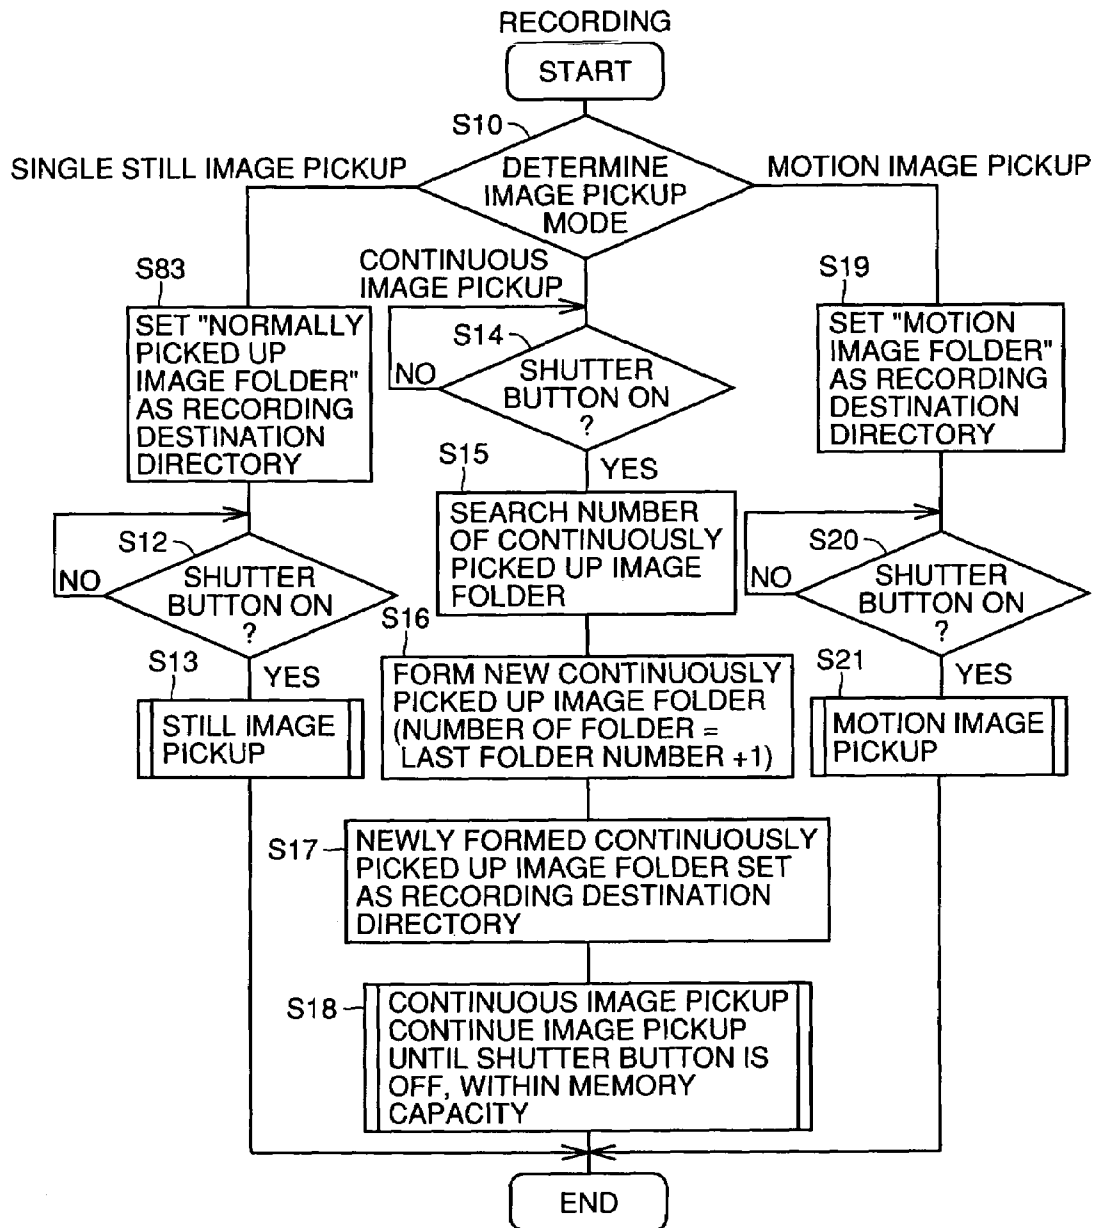 RECORDING
START
S10
DETERMINE
IMAGE PICKUP
MODE
SINGLE STILL IMAGE PICKUP
MOTION IMAGE PICKUP
CONTINUOUS
IMAGE PICKUP
S83
SET "NORMALLY
PICKED UP
IMAGE FOLDER"
AS RECORDING
DESTINATION
DIRECTORY
S12
NO
SHUTTER
BUTTON ON
?
YES
S13
STILL IMAGE
PICKUP
S14
NO
SHUTTER
BUTTON ON
?
YES
S15
SEARCH NUMBER
OF CONTINUOUSLY
PICKED UP IMAGE
FOLDER
S16
FORM NEW CONTINUOUSLY
PICKED UP IMAGE FOLDER
(NUMBER OF FOLDER =
LAST FOLDER NUMBER +1)
S17
NEWLY FORMED CONTINUOUSLY
PICKED UP IMAGE FOLDER SET
AS RECORDING DESTINATION
DIRECTORY
S18
CONTINUOUS IMAGE PICKUP
CONTINUE IMAGE PICKUP
UNTIL SHUTTER BUTTON IS
OFF, WITHIN MEMORY
CAPACITY
S19
SET "MOTION
IMAGE FOLDER"
AS RECORDING
DESTINATION
DIRECTORY
S20
NO
SHUTTER
BUTTON ON
?
YES
S21
MOTION IMAGE
PICKUP
END